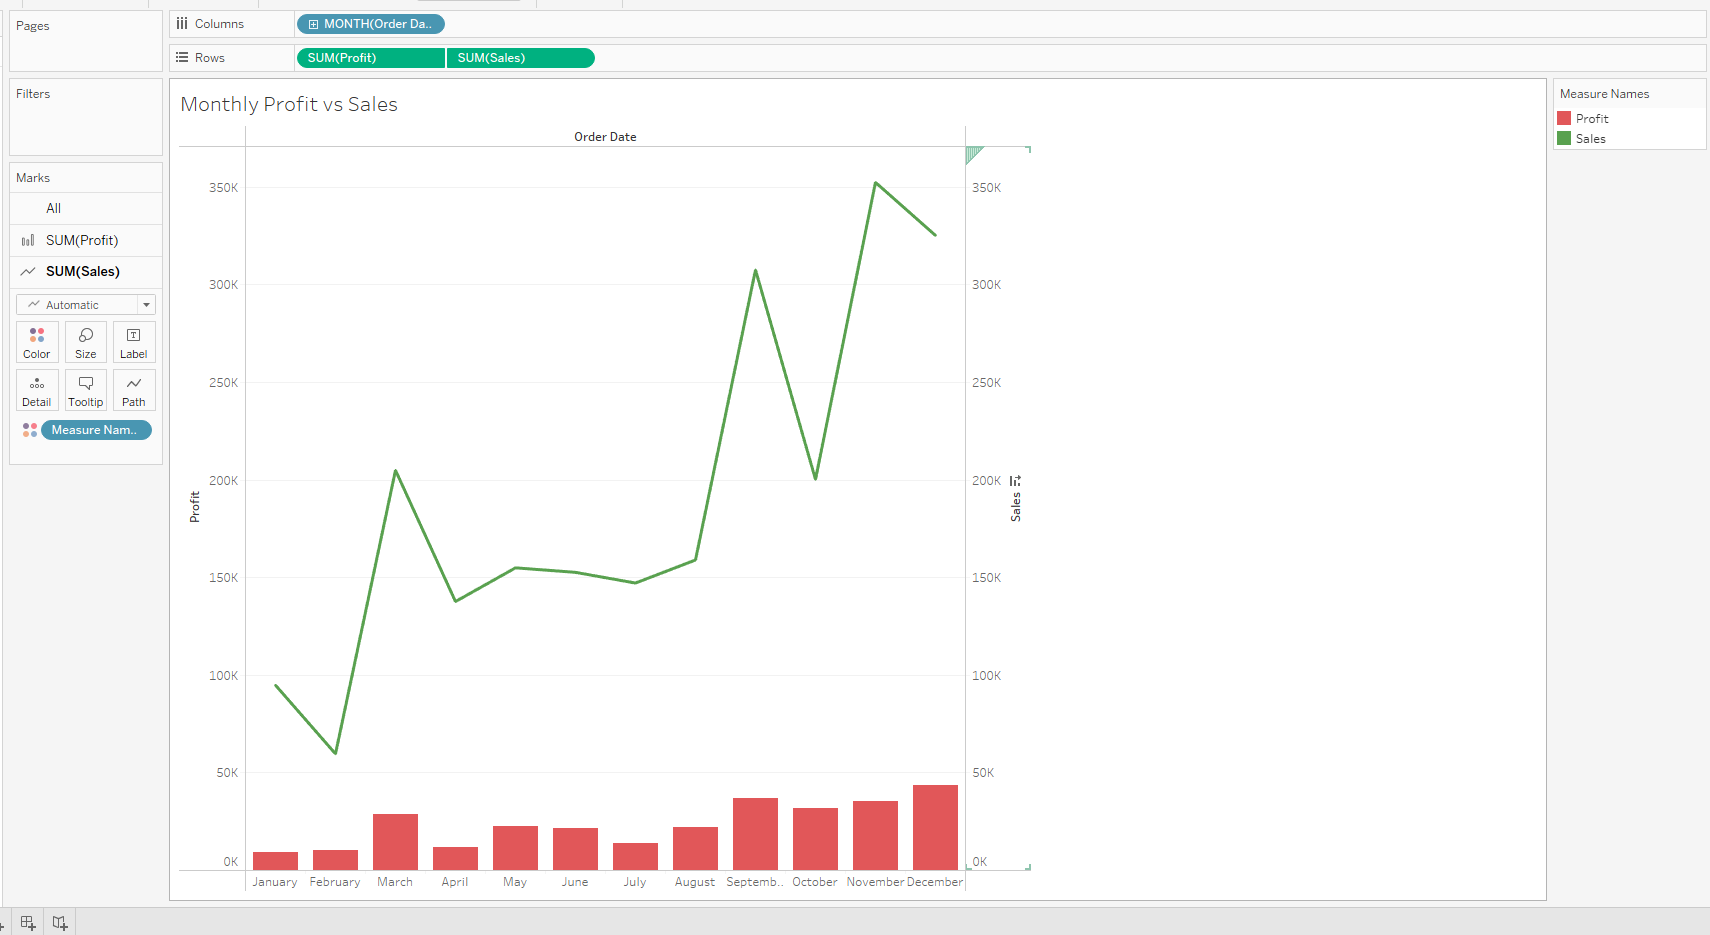 Pages
Columns
MONTH(Order Da..
Rows
SUM(Profit)
SUM(Sales)
Filters
Marks
All
SUM(Profit)
SUM(Sales)
Automatic
Color
Size
Label
Detail
Tooltip
Path
Measure Nam..
Monthly Profit vs Sales
Order Date
350K
300K
250K
200K
150K
100K
50K
0K
Profit
350K
300K
250K
200K
150K
100K
50K
0K
Sales
January February March April May June July August Septemb.. October November December
Measure Names
Profit
Sales